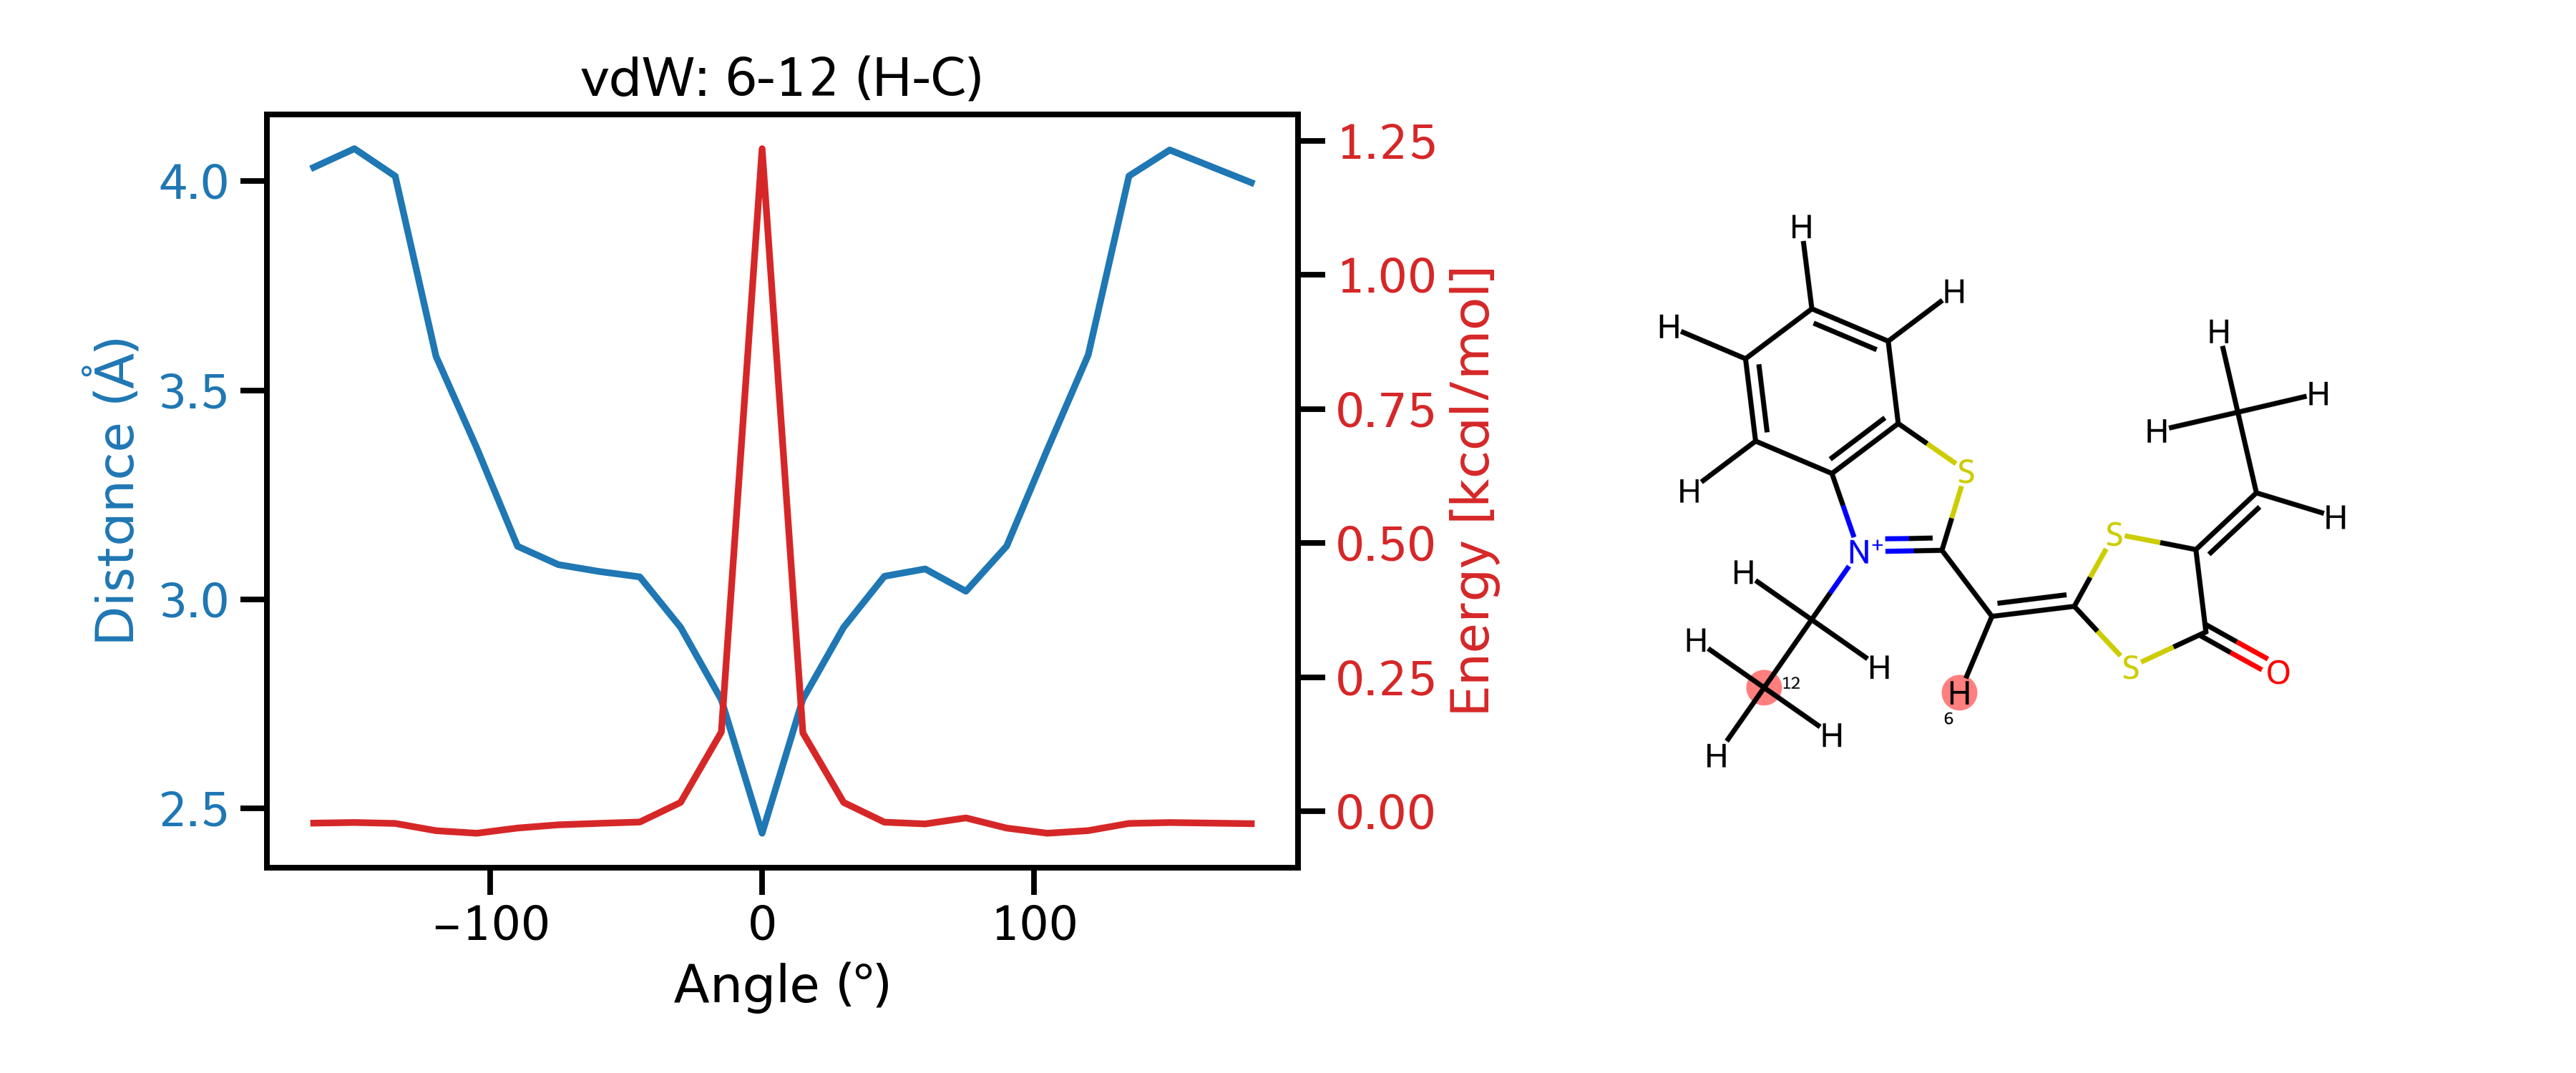 vdW: 6-12 (H-C)
Distance (Å)
4.0
3.5
3.0
2.5
−100
0
100
Angle (°)
1.25
1.00
0.75
0.50
0.25
0.00
Energy [kcal/mol]
H
H
H
H
H
H
S
H
S
H
N+
H
H
H
S
O
12
H
6
H
H